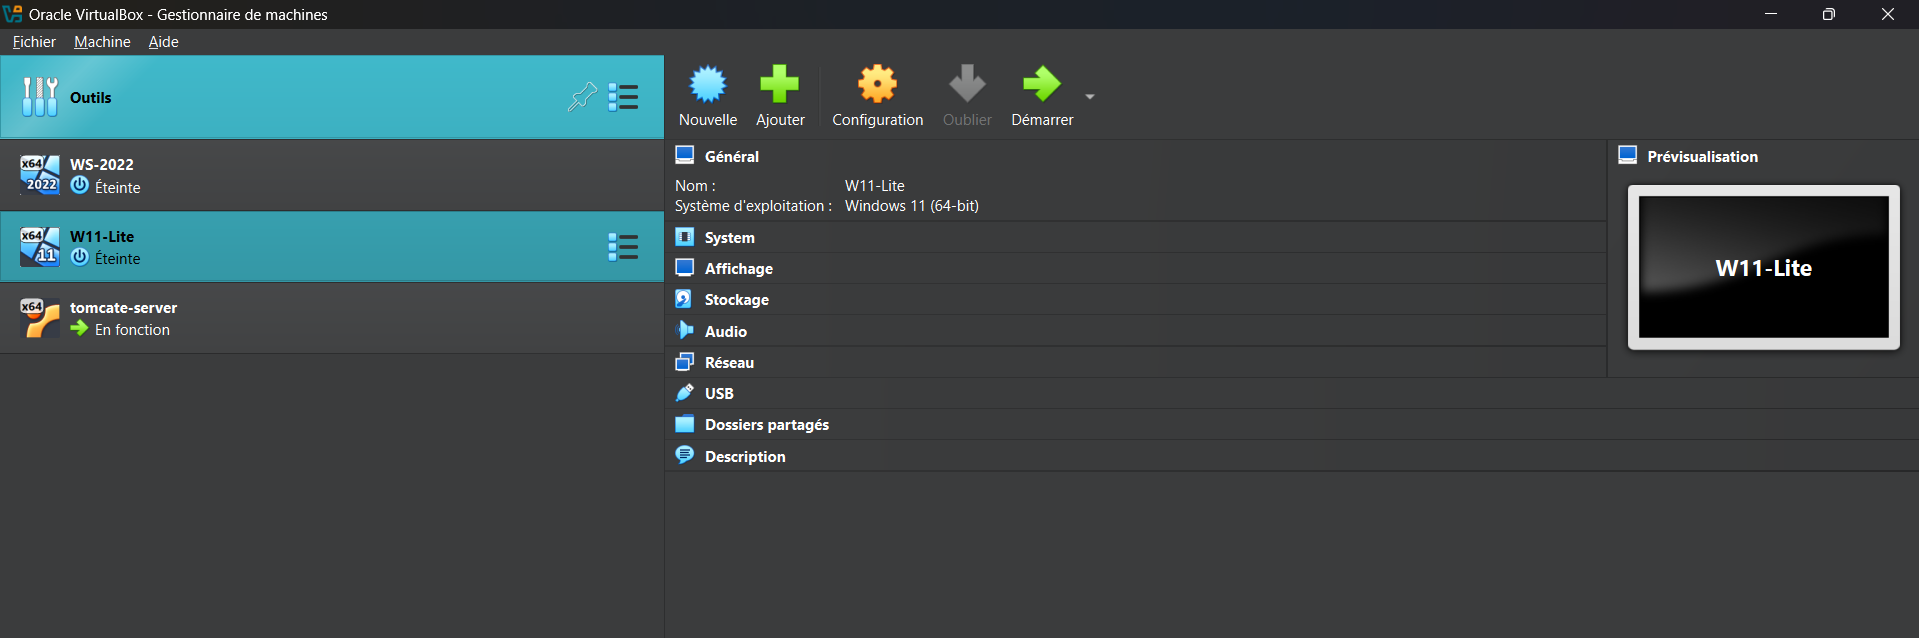 Oracle VirtualBox - Gestionnaire de machines
Fichier Machine Aide
Outils
x64
2022
WS-2022
Éteinte
x64
11
W11-Lite
Éteinte
x64
tomcate-server
En fonction
Nouvelle Ajouter Configuration Oublier Démarrer
Général
Nom : W11-Lite
Système d'exploitation : Windows 11 (64-bit)
System
Affichage
Stockage
Audio
Réseau
USB
Dossiers partagés
Description
Prévisualisation
W11-Lite